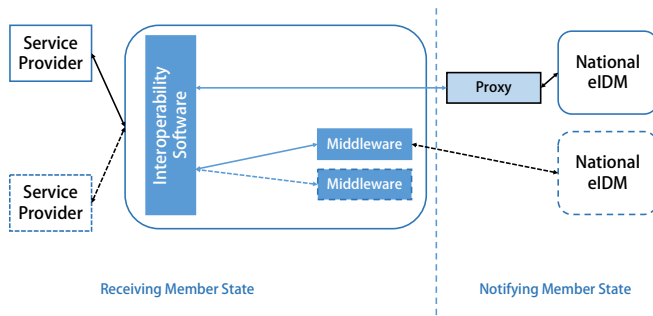 Service
Provider
Interoperability
Software
Proxy
National
eIDM
Middleware
National
eIDM
Service
Provider
Middleware
Receiving Member State
Notifying Member State